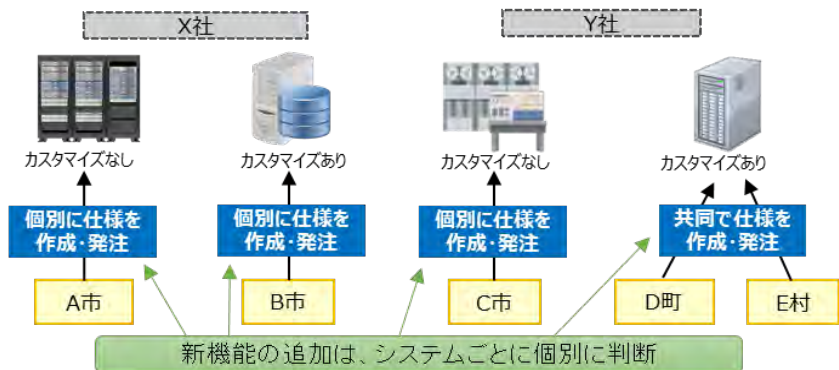 X社
Y社
カスタマイズなし
カスタマイズあり
カスタマイズなし
カスタマイズあり
個別に仕様を
作成・発注
個別に仕様を
作成・発注
個別に仕様を
作成・発注
共同で仕様を
作成・発注
A市
B市
C市
D町
E村
新機能の追加は、システムごとに個別に判断